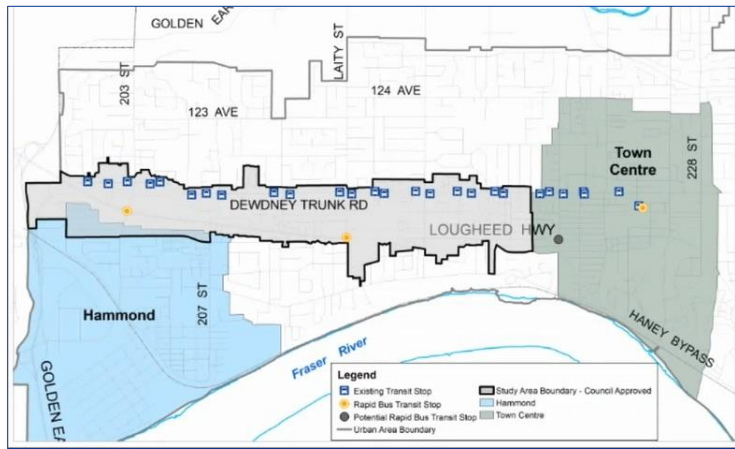 GOLDEN EAR
203 ST
LAITY ST
123 AVE
124 AVE
Town
Centre
228 ST
DEWDNEY TRUNK RD
LOUGHEED HWY
Hammond
207 ST
GOLDEN EA
Fraser River
HANEY BYPASS
Legend
Existing Transit Stop
Rapid Bus Transit Stop
Potential Rapid Bus Transit Stop
Urban Area Boundary
Study Area Boundary - Council Approved
Hammond
Town Centre